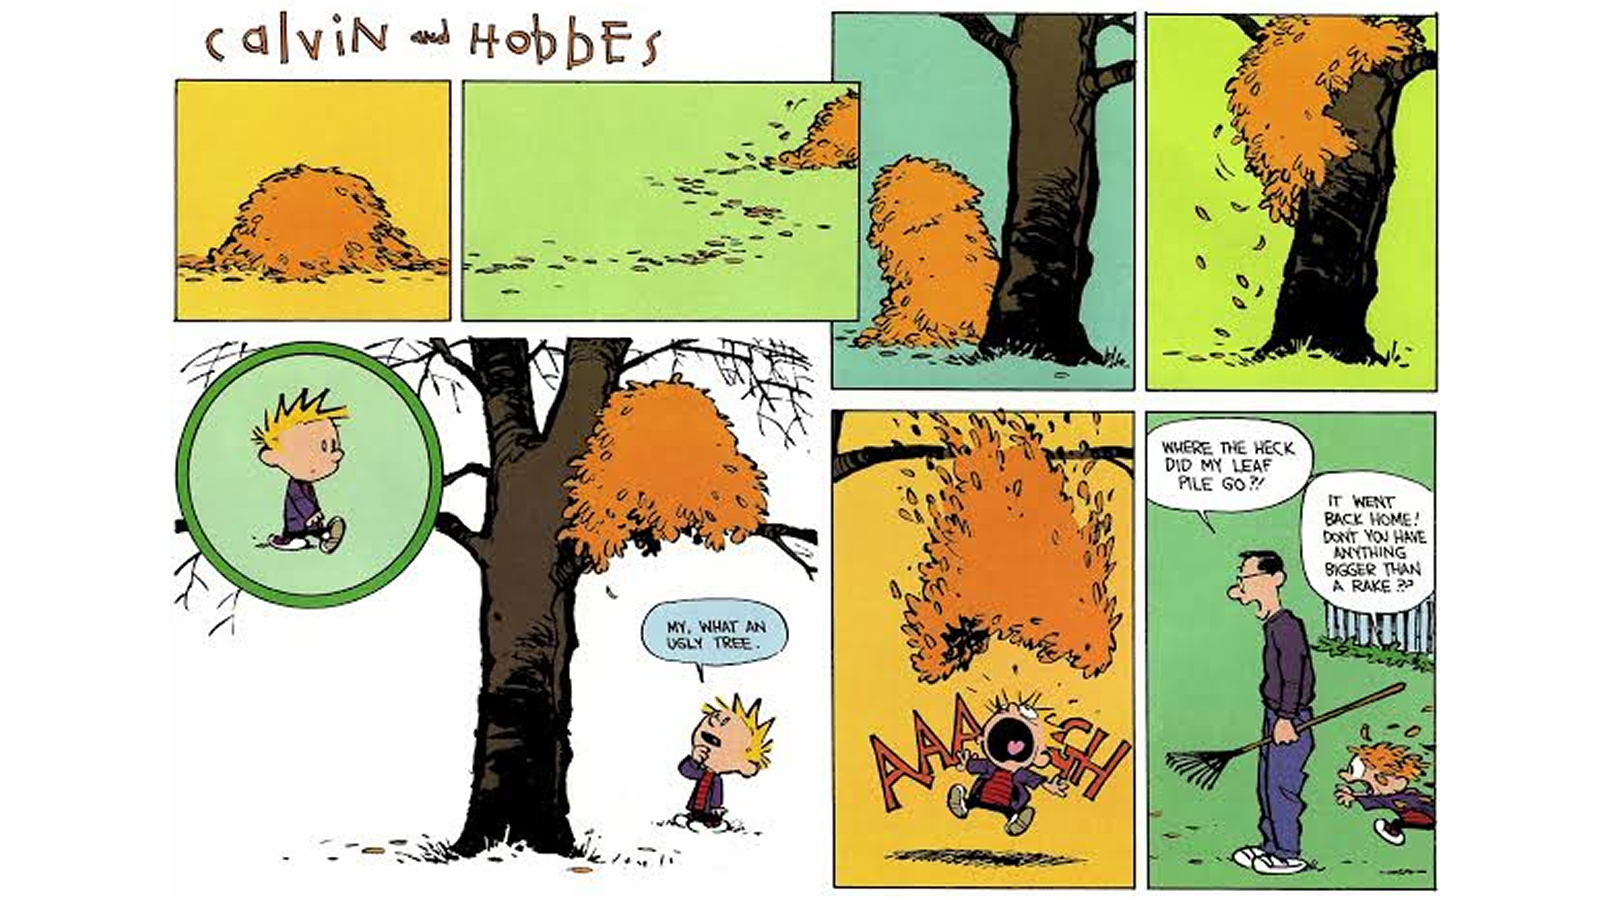 Calvin and Hobbes
MY, WHAT AN
UGLY TREE.
AAAGH
WHERE THE HECK
DID MY LEAF
PILE GO?!
IT WENT
BACK HOME!
DON'T YOU HAVE
ANYTHING
BIGGER THAN
A RAKE??